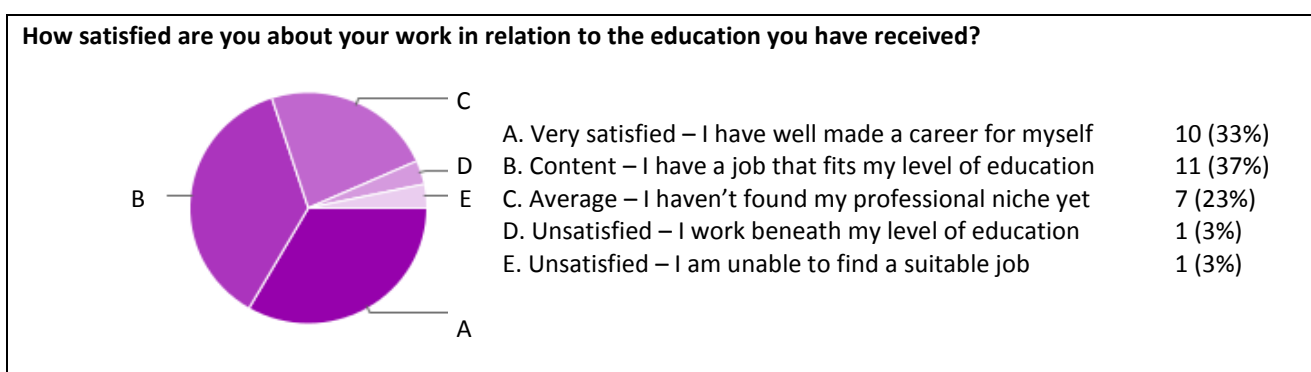 How satisfied are you about your work in relation to the education you have received?
C
D
B
E
A
A. Very satisfied – I have well made a career for myself 10 (33%)
B. Content – I have a job that fits my level of education 11 (37%)
C. Average – I haven’t found my professional niche yet 7 (23%)
D. Unsatisfied – I work beneath my level of education 1 (3%)
E. Unsatisfied – I am unable to find a suitable job 1 (3%)